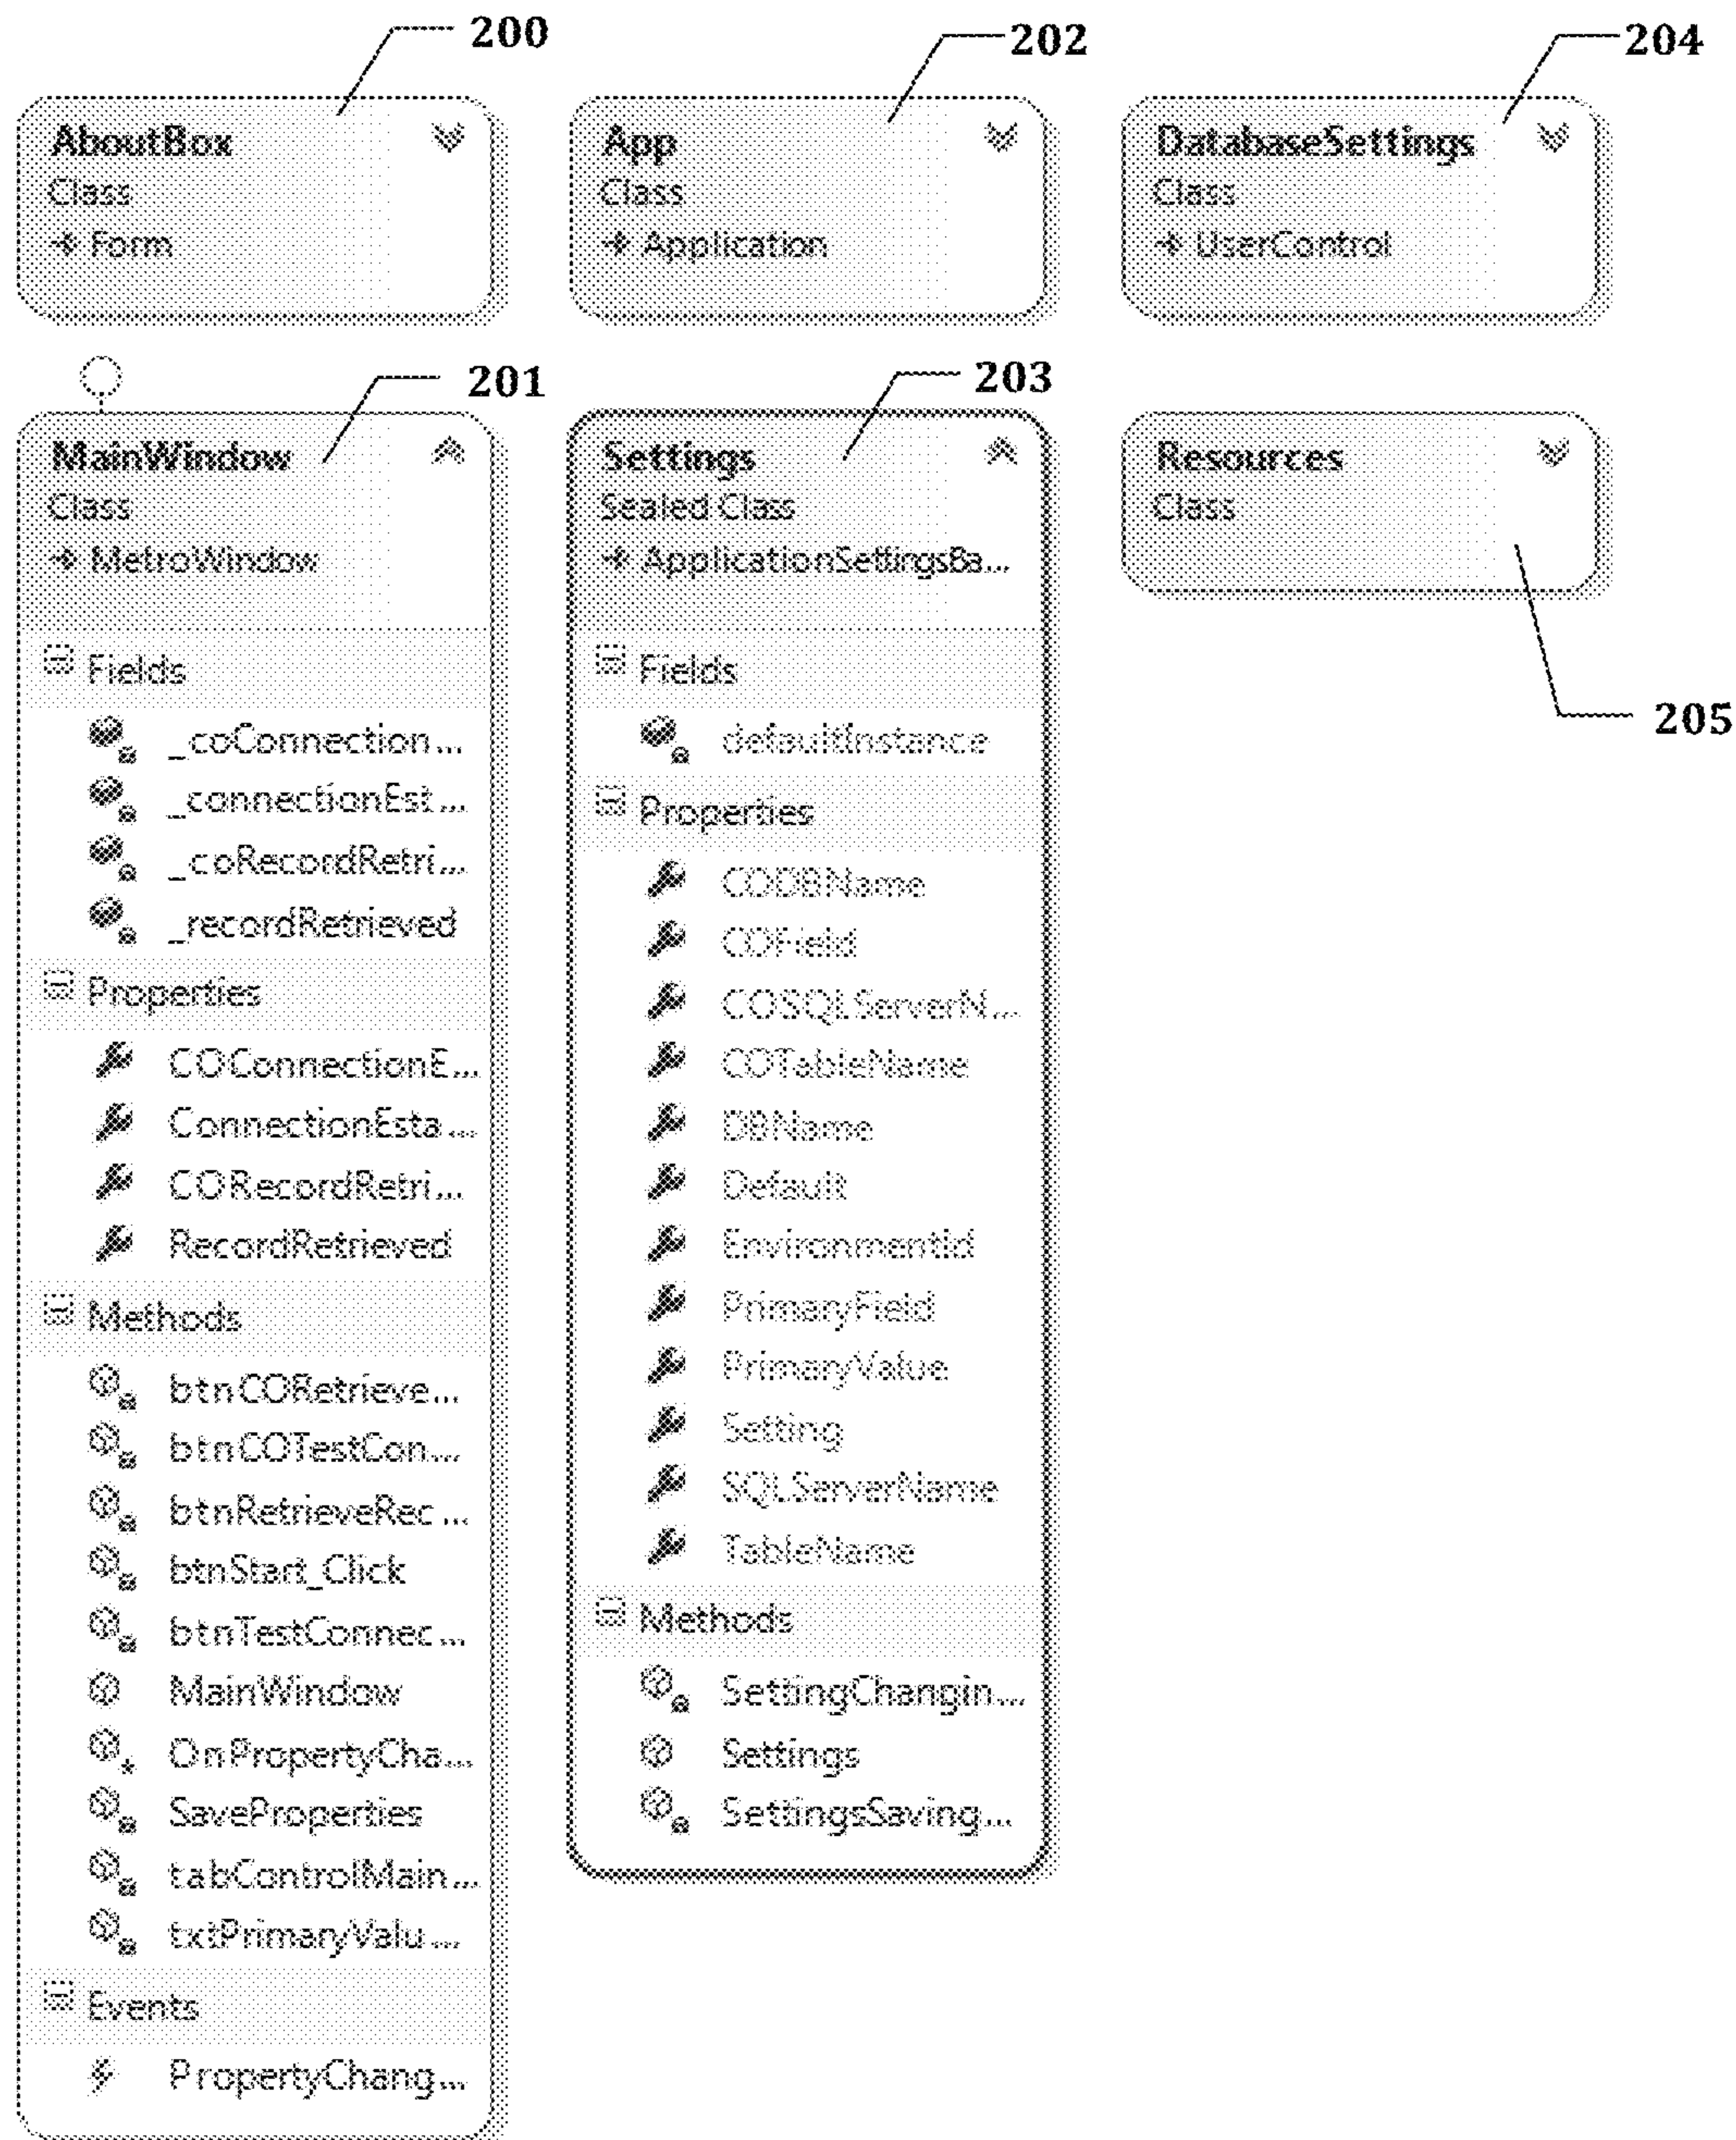 200
AboutBox
Class
Form
202
App
Class
Application
204
DatabaseSettings
Class
UserControl
201
MainWindow
Class
MetroWindow
Fields
_coConnection...
_connectionEst...
_coRecordRetri...
_recordRetrieved
Properties
COConnectionE...
ConnectionEsta...
CORecordRetri...
RecordRetrieved
Methods
btnCORetrieve...
btnCOTestCon...
btnRetrieveRec...
btnStart_Click
btnTestConnec...
MainWindow
OnPropertyCha...
SaveProperties
tabControlMain...
txtPrimaryValu...
Events
PropertyChang...
203
Settings
Sealed Class
ApplicationSettingsBa...
Fields
defaultInstance
Properties
CODBName
COField
COSQLServerN...
COTableName
DBName
Default
EnvironmentId
PrimaryField
PrimaryValue
Setting
SQLServerName
TableName
Methods
SettingChangin...
Settings
SettingsSaving...
Resources
Class
205